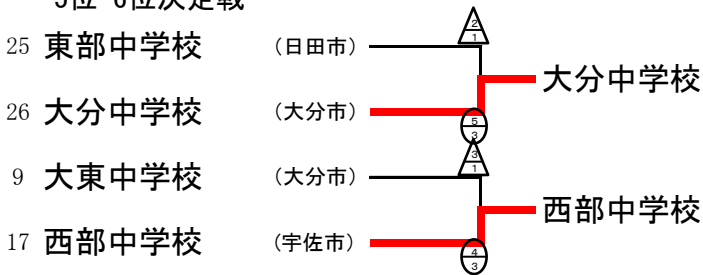 5位-6位決定戦
25 東部中学校 (日田市)
2
1
大分中学校
26 大分中学校 (大分市)
5
3
9 大東中学校 (大分市)
3
1
西部中学校
17 西部中学校 (宇佐市)
4
3